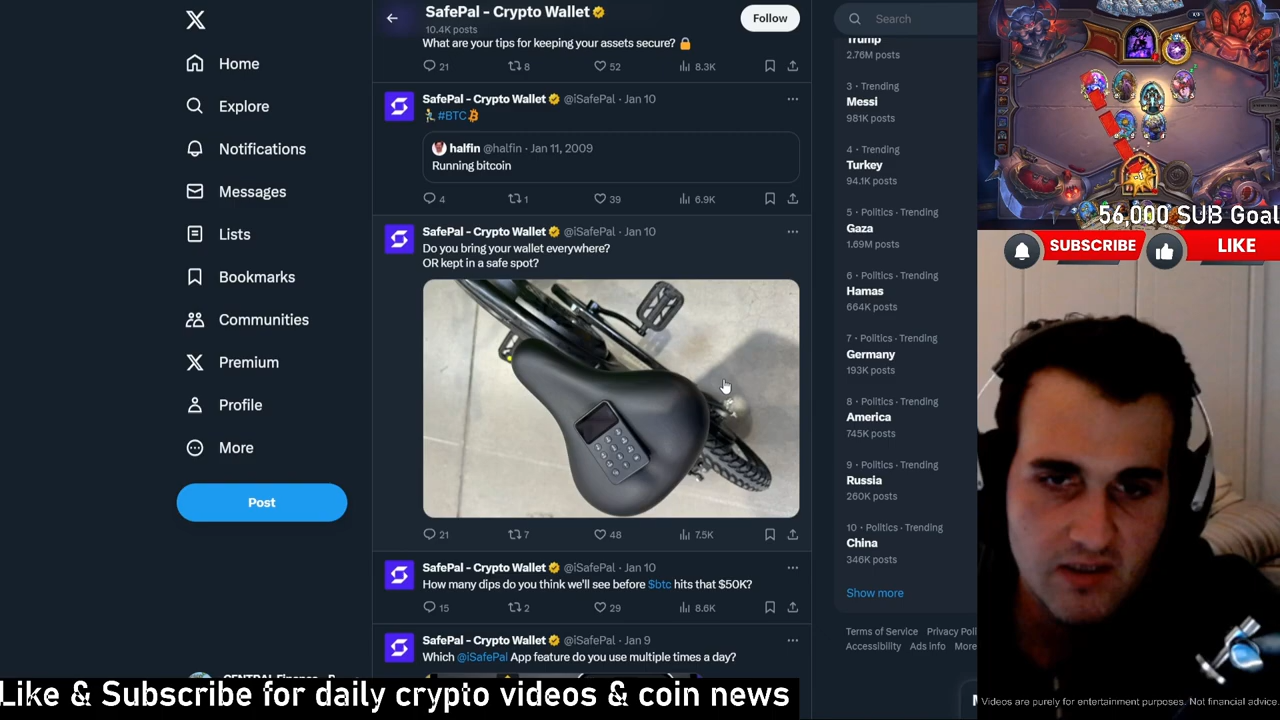 Home
Explore
Notifications
Messages
Lists
Bookmarks
Communities
Premium
Profile
More
Post
SafePal - Crypto Wallet
10.4K posts
Follow
What are your tips for keeping your assets secure? 🔒
21 8 52 8.3K
SafePal - Crypto Wallet @iSafePal · Jan 10
#BTC
halfin @halfin · Jan 11, 2009
Running bitcoin
4 1 39 6.9K
SafePal - Crypto Wallet @iSafePal · Jan 10
Do you bring your wallet everywhere?
OR kept in a safe spot?
21 7 48 7.5K
SafePal - Crypto Wallet @iSafePal · Jan 10
How many dips do you think we'll see before $btc hits that $50K?
15 2 29 8.6K
SafePal - Crypto Wallet @iSafePal · Jan 9
Which @iSafePal App feature do you use multiple times a day?
Search
Trump
2.76M posts
3 · Trending
Messi
981K posts
4 · Trending
Turkey
94.1K posts
5 · Politics · Trending
Gaza
1.69M posts
6 · Politics · Trending
Hamas
664K posts
7 · Politics · Trending
Germany
193K posts
8 · Politics · Trending
America
745K posts
9 · Politics · Trending
Russia
260K posts
10 · Politics · Trending
China
346K posts
Show more
Terms of Service Privacy Poli
Accessibility Ads info More
56,000 SUB Goal
SUBSCRIBE
LIKE
Like & Subscribe for daily crypto videos & coin news
Videos are purely for entertainment purposes. Not financial advice.